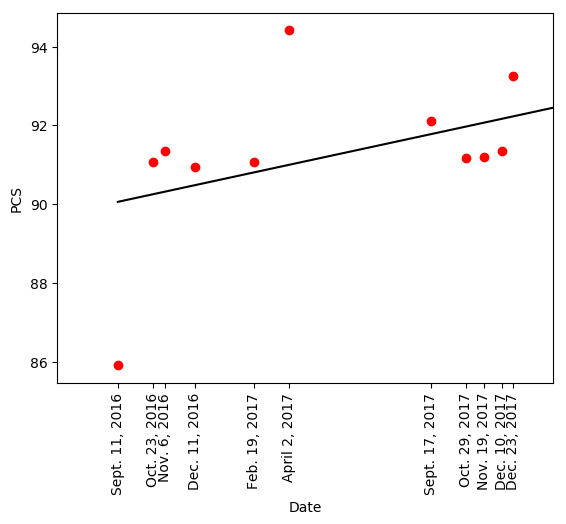 94
92
90
88
86
PCS
Sept. 11, 2016
Oct. 23, 2016
Nov. 6, 2016
Dec. 11, 2016
Feb. 19, 2017
April 2, 2017
Sept. 17, 2017
Oct. 29, 2017
Nov. 19, 2017
Dec. 10, 2017
Dec. 23, 2017
Date